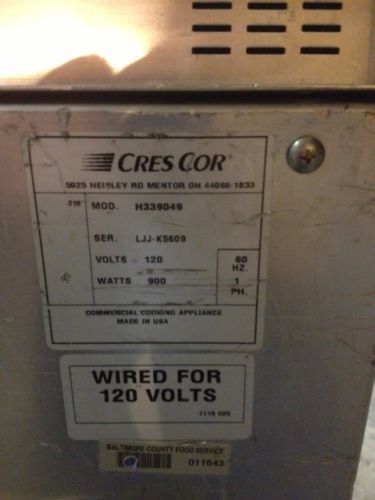 CRES COR
5925 HEISLEY RD MENTOR OH 44060-1833
MOD. H339049
SER. LJJ-K5609
VOLTS 120 60 HZ.
WATTS 900 1 PH.
COMMERCIAL COOKING APPLIANCE
MADE IN USA
WIRED FOR
120 VOLTS
BALTIMORE COUNTY FOOD SERVICE
011643